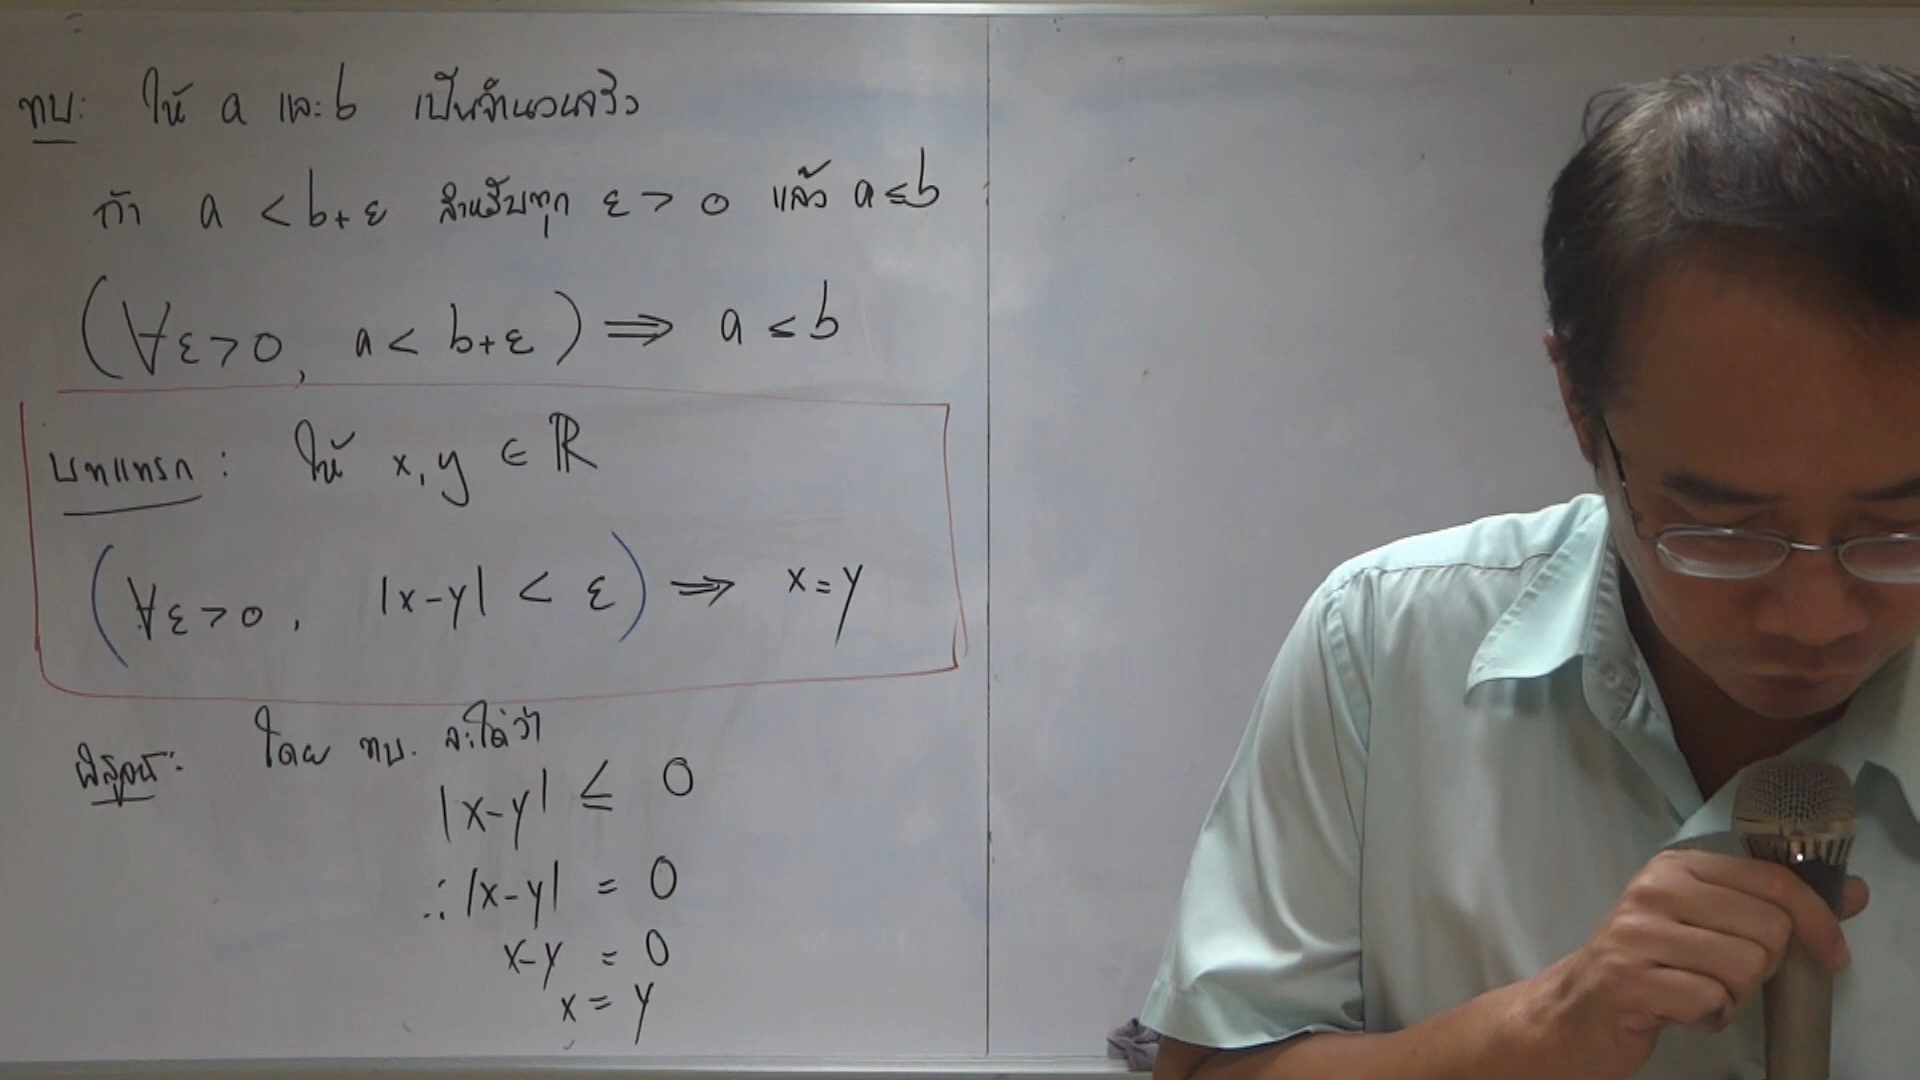 ทบ: ให้ a และ b เป็นจำนวนจริง
ถ้า a < b+ε สำหรับทุก ε > 0 แล้ว a ≤ b
(∀ε>0, a < b+ε) ⇒ a ≤ b
บทแทรก : ให้ x, y ∈ ℝ
(∀ε>0, |x-y| < ε) ⇒ x=y
พิสูจน์: โดย ทบ. จะได้ว่า
|x-y| ≤ 0
∴ |x-y| = 0
x-y = 0
x = y